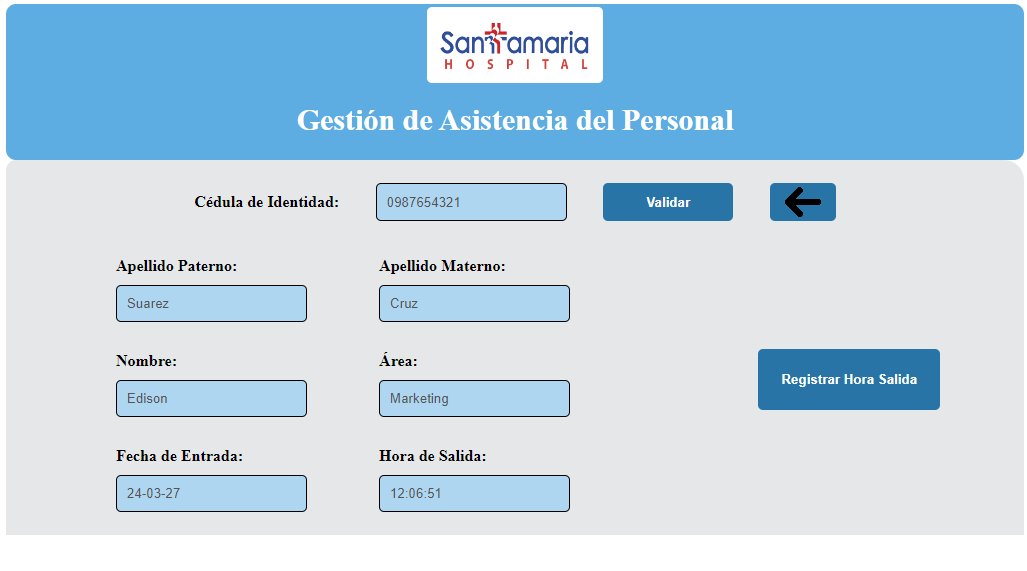 Santamaria
HOSPITAL
Gestión de Asistencia del Personal
Cédula de Identidad: 0987654321 Validar
Apellido Paterno: Apellido Materno:
Suarez Cruz
Nombre: Área:
Edison Marketing
Registrar Hora Salida
Fecha de Entrada: Hora de Salida:
24-03-27 12:06:51